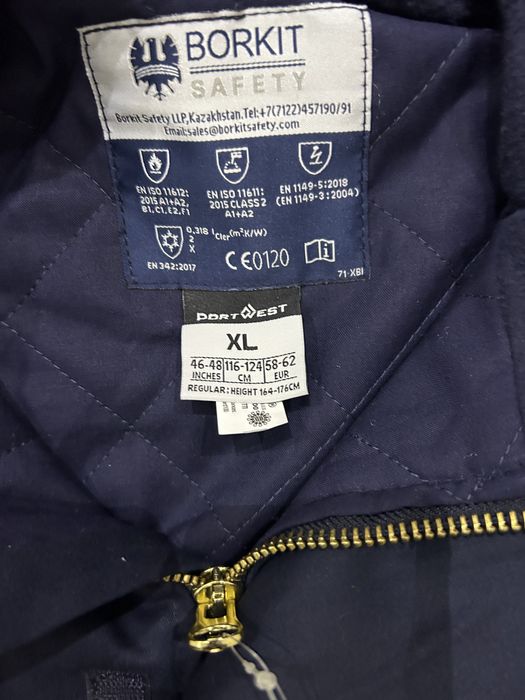 BORKIT
SAFETY
Borkit Safety LLP,Kazakhstan.Tel:+7(7122)457190/91
Email:sales@borkitsafety.com
EN ISO 11612:
2015 A1+A2,
B1,C1,E2,F1
EN ISO 11611:
2015 CLASS 2
A1+A2
EN 1149-5:2018
(EN 1149-3:2004)
0,318 Icler(m²K/W)
2
X
EN 342:2017
CE0120
i
71-XBI
PORTWEST
XL
46-48 116-124 58-62
INCHES CM EUR
REGULAR:HEIGHT 164-176CM